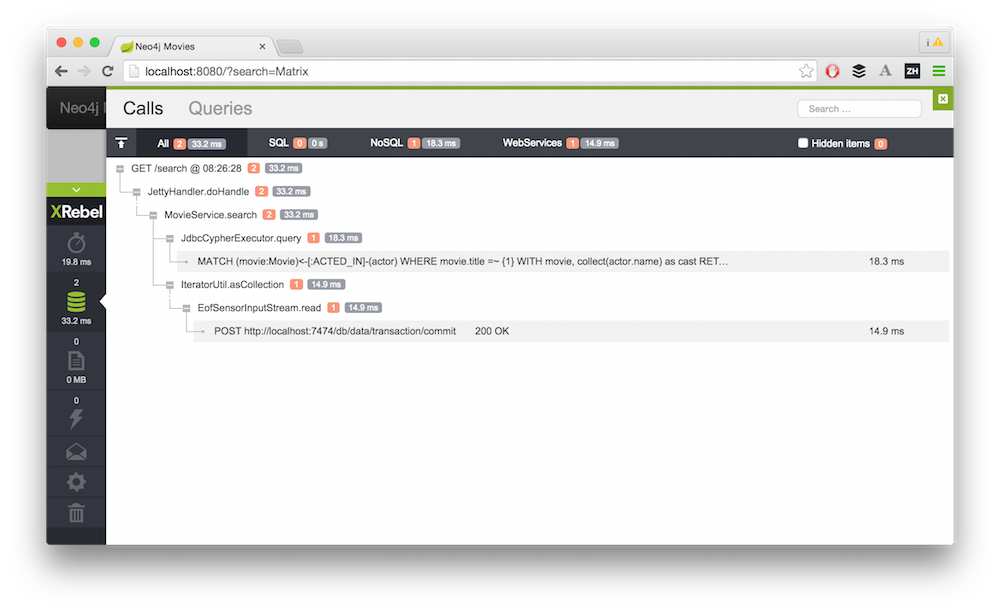 Neo4j Movies
localhost:8080/?search=Matrix
ZH
Neo4j
Calls Queries
Search ...
All 2 33.2 ms SQL 0 0 s NoSQL 1 18.3 ms WebServices 1 14.9 ms Hidden items 0
GET /search @ 08:26:28 2 33.2 ms
JettyHandler.doHandle 2 33.2 ms
MovieService.search 2 33.2 ms
JdbcCypherExecutor.query 1 18.3 ms
MATCH (movie:Movie)<-[:ACTED_IN]-(actor) WHERE movie.title =~ {1} WITH movie, collect(actor.name) as cast RET… 18.3 ms
IteratorUtil.asCollection 1 14.9 ms
EofSensorInputStream.read 1 14.9 ms
POST http://localhost:7474/db/data/transaction/commit 200 OK 14.9 ms
XRebel
19.8 ms
2
33.2 ms
0
0 MB
0